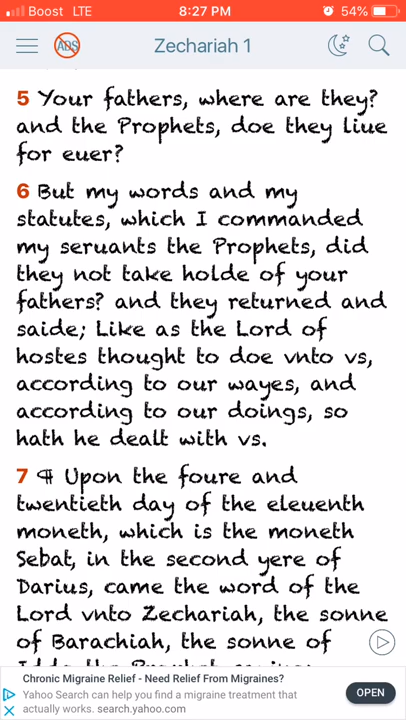 Boost LTE 8:27 PM 54%
ADS Zechariah 1
5 Your fathers, where are they?
and the Prophets, doe they liue
for euer?
6 But my words and my
statutes, which I commanded
my seruants the Prophets, did
they not take holde of your
fathers? and they returned and
saide; Like as the Lord of
hostes thought to doe vnto vs,
according to our wayes, and
according to our doings, so
hath he dealt with vs.
7 ¶ Upon the foure and
twentieth day of the eleuenth
moneth, which is the moneth
Sebat, in the second yere of
Darius, came the word of the
Lord vnto Zechariah, the sonne
of Barachiah, the sonne of
Chronic Migraine Relief - Need Relief From Migraines?
Yahoo Search can help you find a migraine treatment that
actually works. search.yahoo.com
OPEN